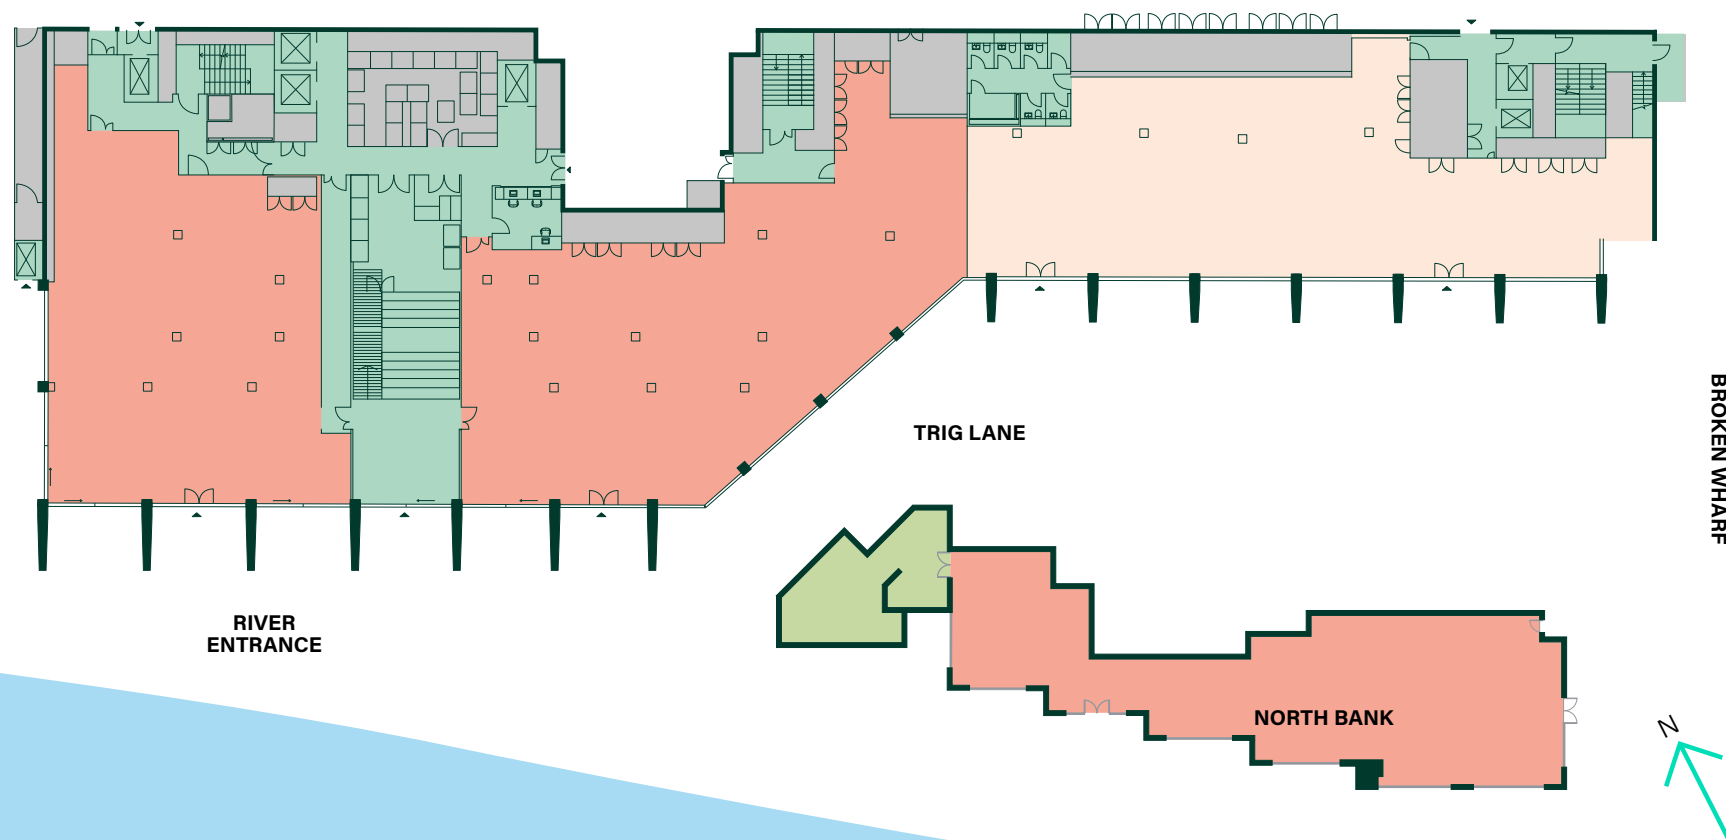 TRIG LANE
BROKEN WHARF
RIVER
ENTRANCE
NORTH BANK
N